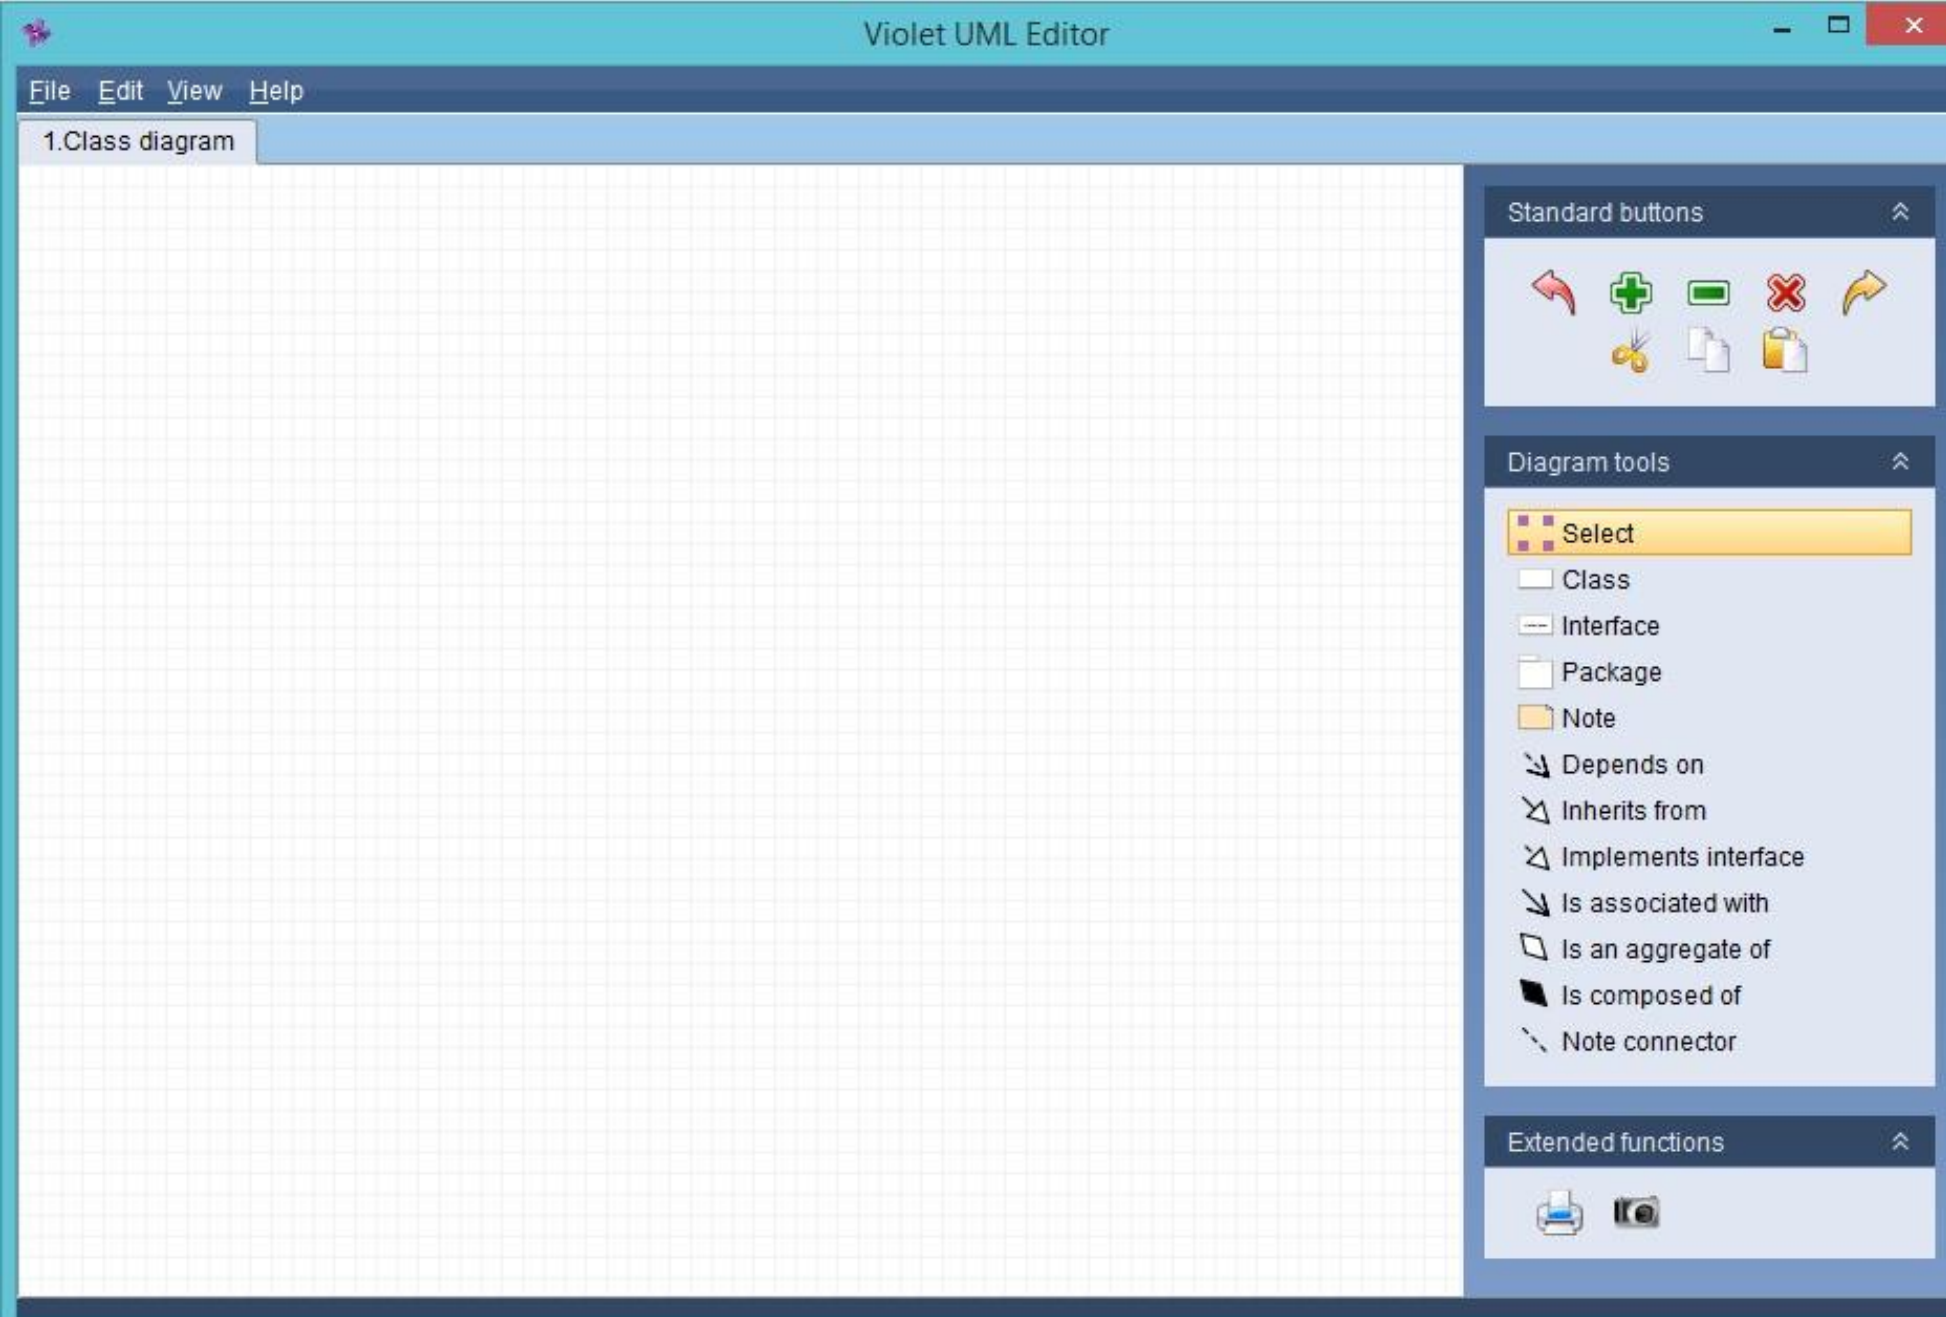 Violet UML Editor
File Edit View Help
1.Class diagram
Standard buttons
Diagram tools
Select
Class
Interface
Package
Note
Depends on
Inherits from
Implements interface
Is associated with
Is an aggregate of
Is composed of
Note connector
Extended functions